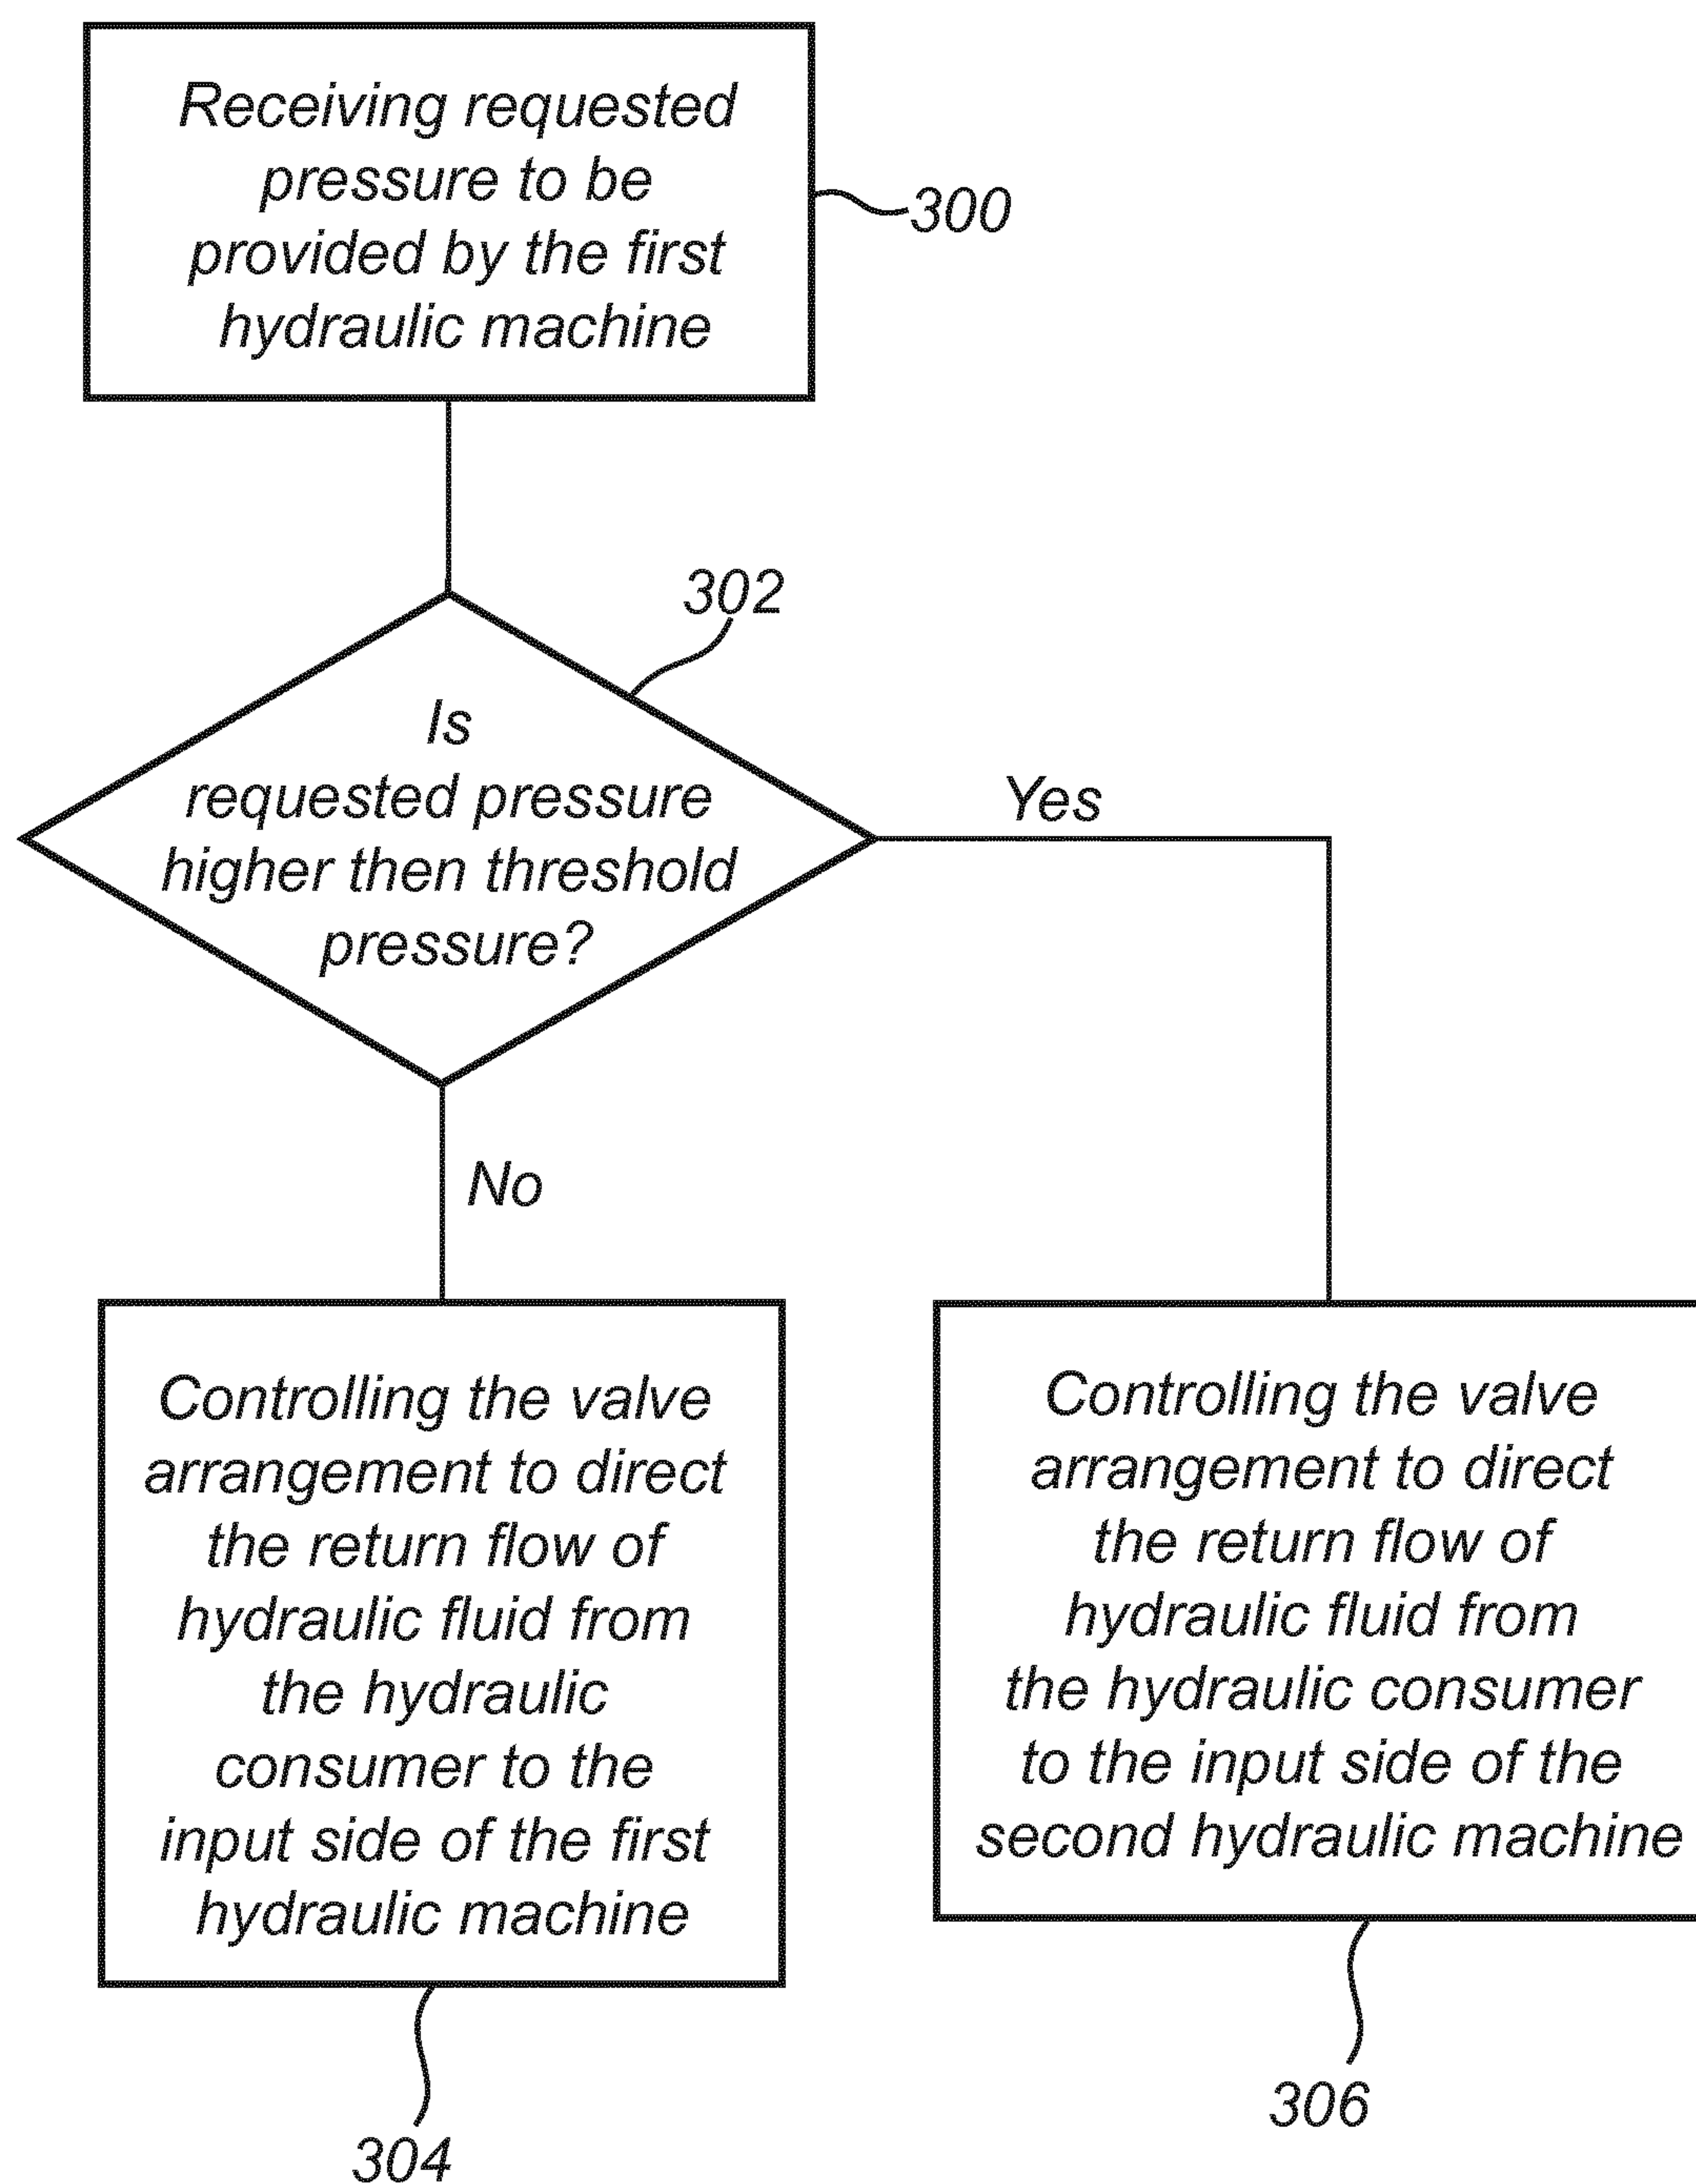 Receiving requested
pressure to be
provided by the first
hydraulic machine
300
302
Is
requested pressure
higher then threshold
pressure?
Yes
No
Controlling the valve
arrangement to direct
the return flow of
hydraulic fluid from
the hydraulic
consumer to the
input side of the first
hydraulic machine
304
Controlling the valve
arrangement to direct
the return flow of
hydraulic fluid from
the hydraulic consumer
to the input side of the
second hydraulic machine
306